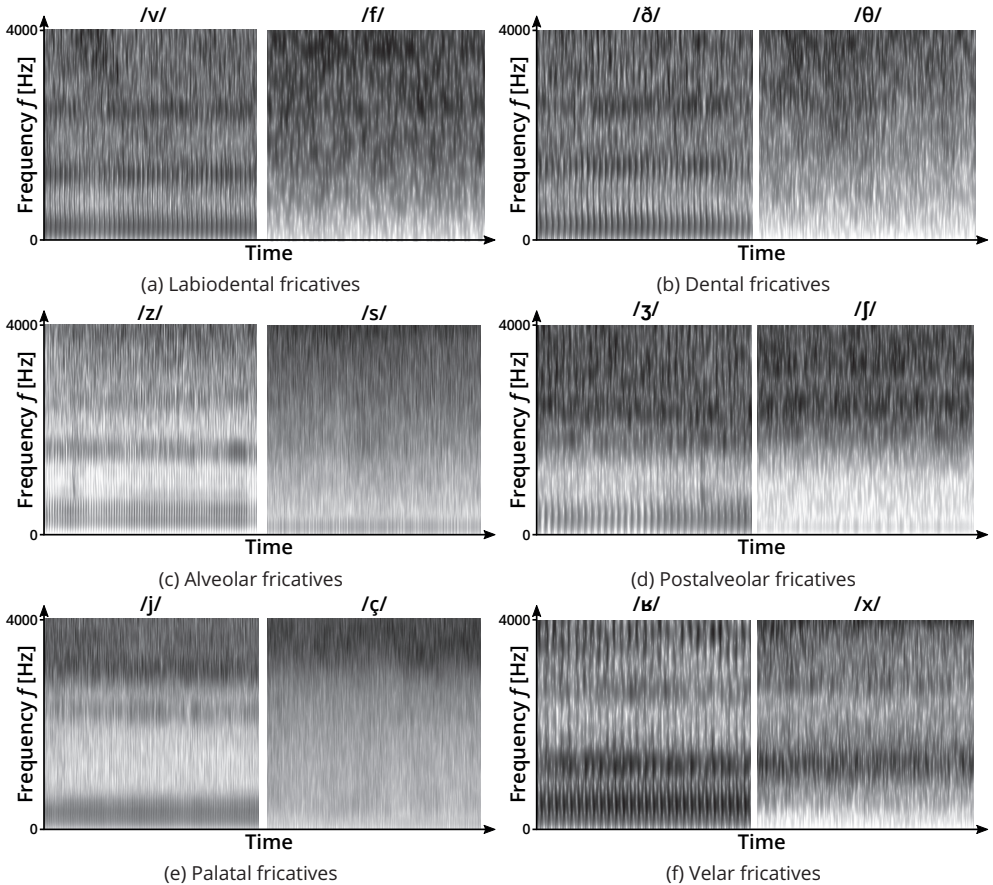 /v/ /f/ /ð/ /θ/
4000 4000
Frequency f [Hz] Frequency f [Hz]
0 0
Time Time
(a) Labiodental fricatives (b) Dental fricatives
/z/ /s/ /ʒ/ /ʃ/
4000 4000
Frequency f [Hz] Frequency f [Hz]
0 0
Time Time
(c) Alveolar fricatives (d) Postalveolar fricatives
/j/ /ç/ /ʁ/ /x/
4000 4000
Frequency f [Hz] Frequency f [Hz]
0 0
Time Time
(e) Palatal fricatives (f) Velar fricatives